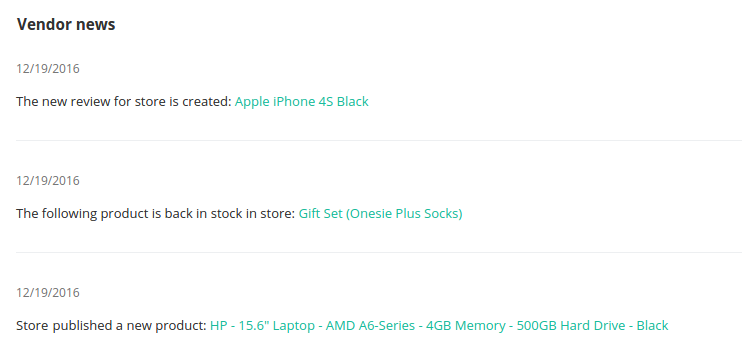 Vendor news
12/19/2016
The new review for store is created: Apple iPhone 4S Black
12/19/2016
The following product is back in stock in store: Gift Set (Onesie Plus Socks)
12/19/2016
Store published a new product: HP - 15.6" Laptop - AMD A6-Series - 4GB Memory - 500GB Hard Drive - Black